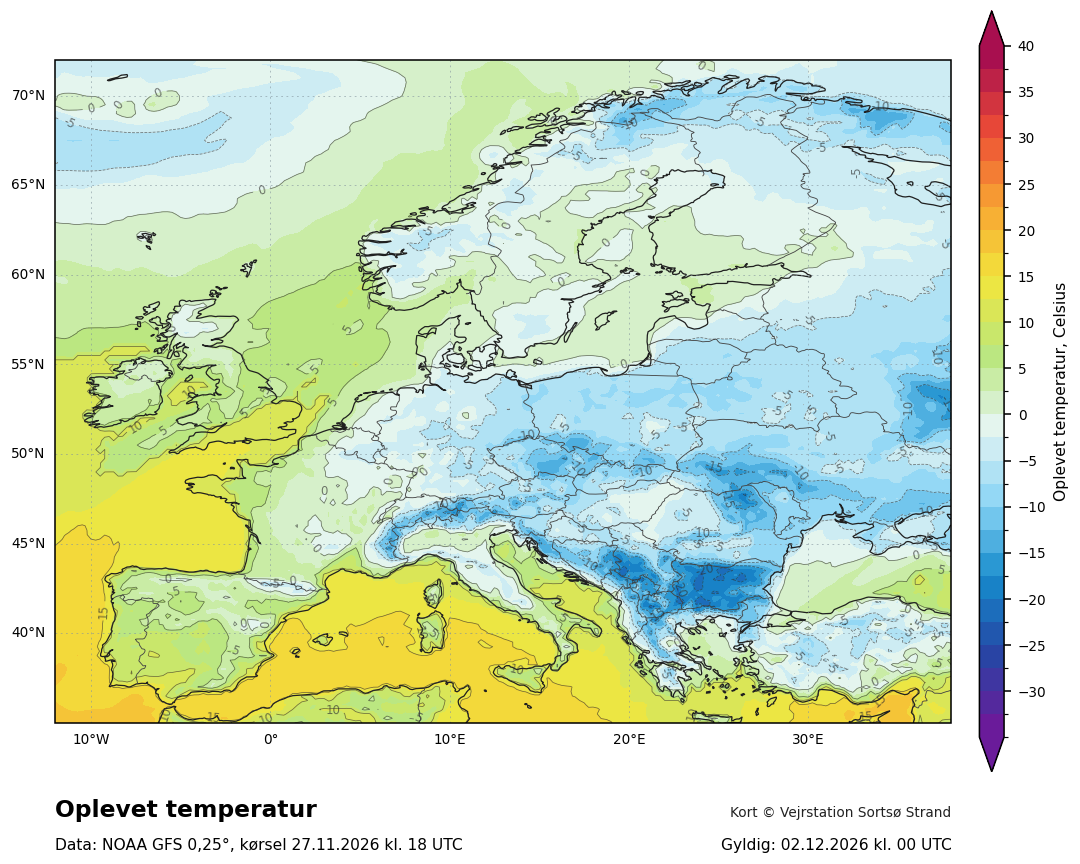 40
35
30
25
20
15
10
5
0
−5
−10
−15
−20
−25
−30
Oplevet temperatur, Celsius
70°N
65°N
60°N
55°N
50°N
45°N
40°N
10°W
0°
10°E
20°E
30°E
Oplevet temperatur
Kort © Vejrstation Sortsø Strand
Data: NOAA GFS 0,25°, kørsel 27.11.2026 kl. 18 UTC
Gyldig: 02.12.2026 kl. 00 UTC